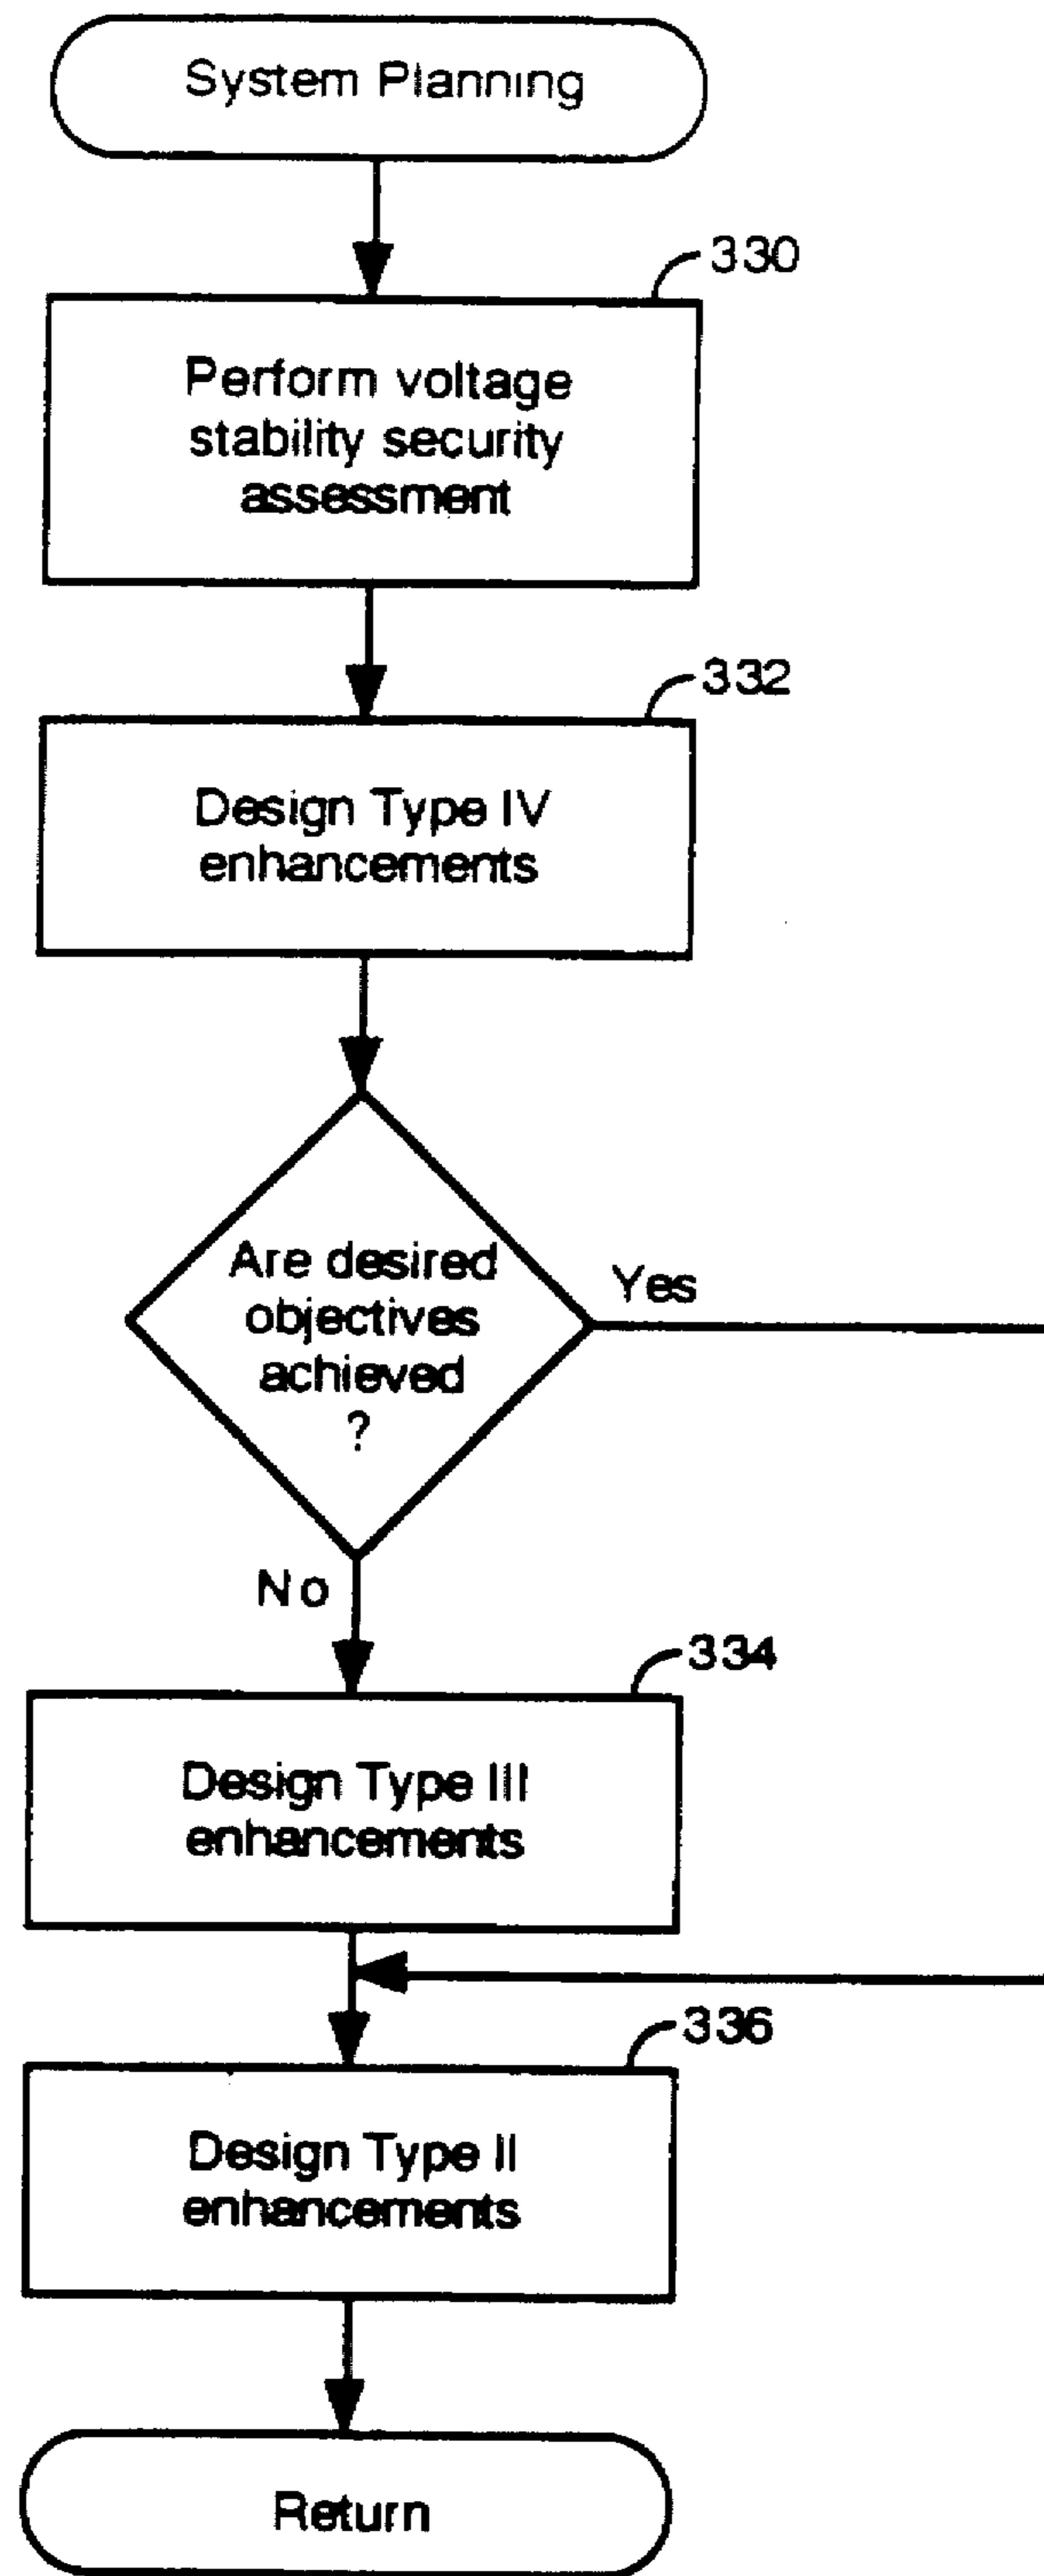 System Planning
330
Perform voltage
stability security
assessment
332
Design Type IV
enhancements
Are desired
objectives
achieved
?
Yes
No
334
Design Type III
enhancements
336
Design Type II
enhancements
Return